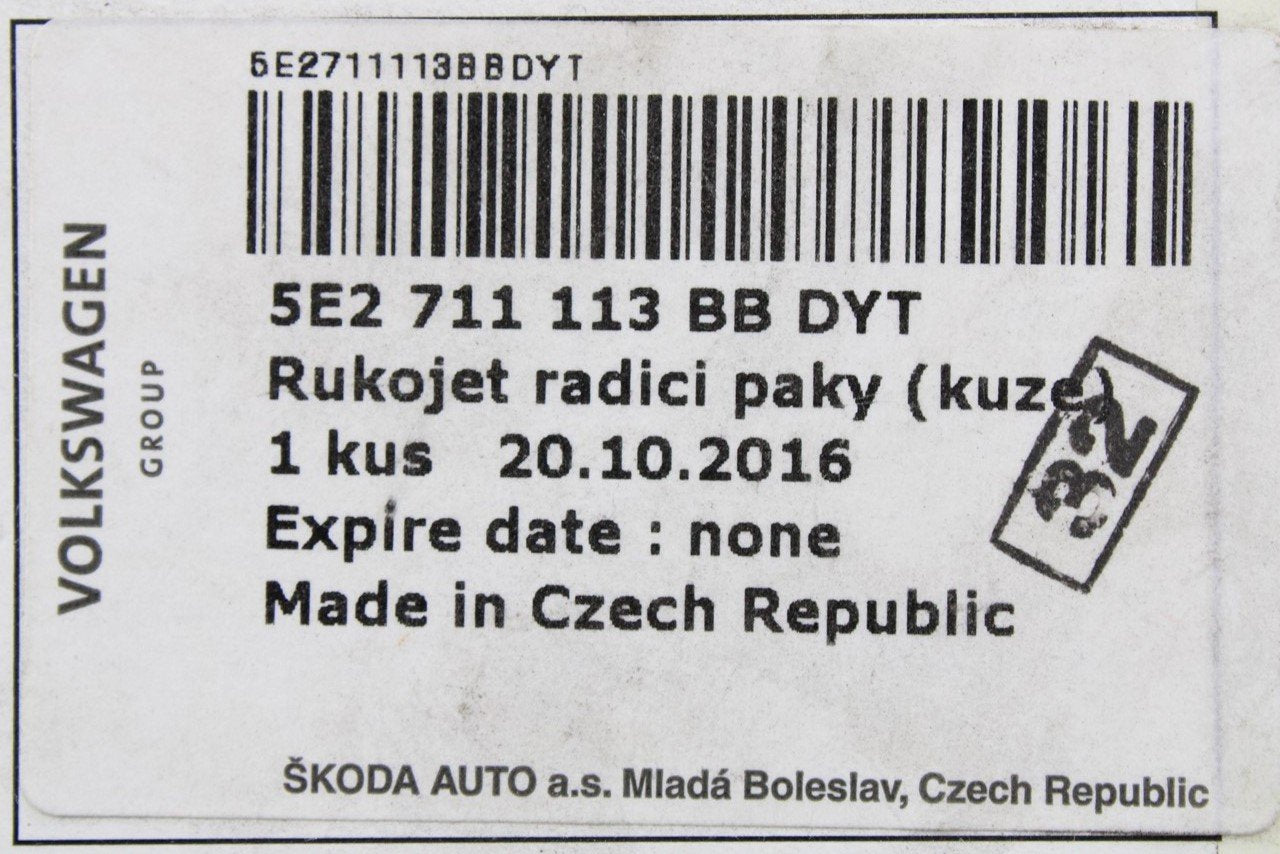 5E2711113BBDYT
5E2 711 113 BB DYT
Rukojet radici paky (kuze)
1 kus 20.10.2016
Expire date : none
Made in Czech Republic
32
ŠKODA AUTO a.s. Mladá Boleslav, Czech Republic
VOLKSWAGEN
GROUP